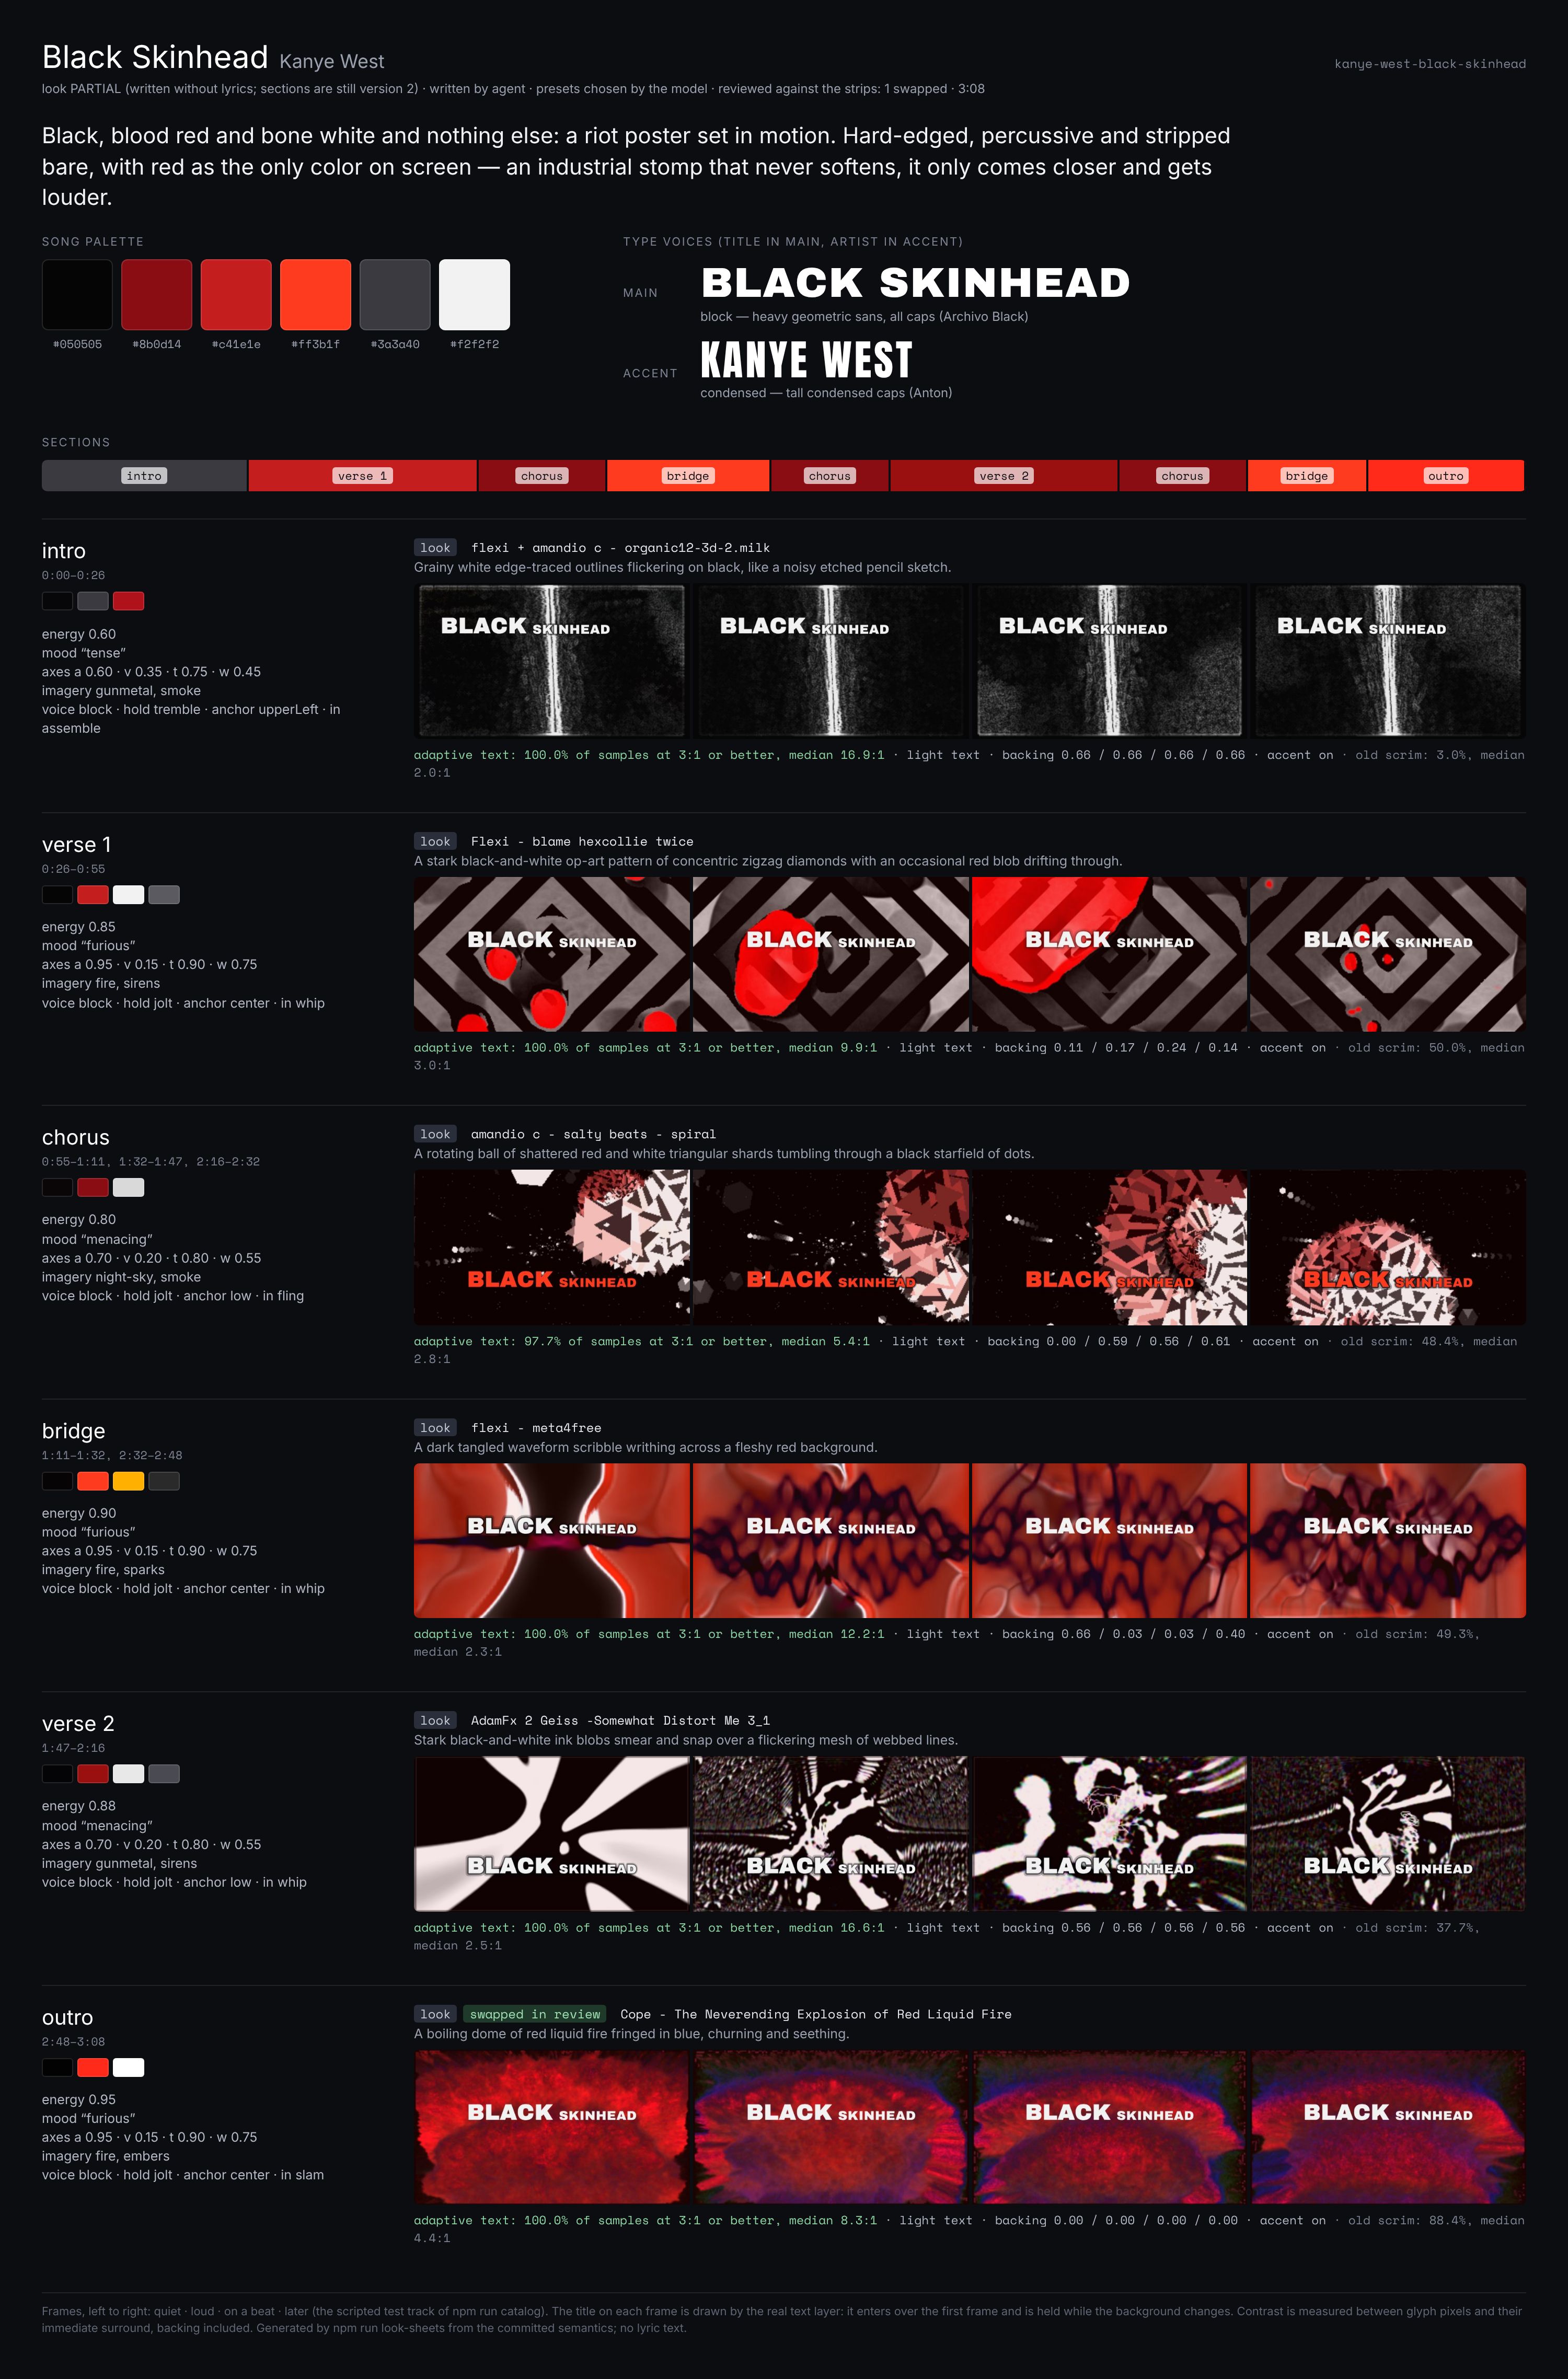 Black Skinhead Kanye West
kanye-west-black-skinhead
look PARTIAL (written without lyrics; sections are still version 2) · written by agent · presets chosen by the model · reviewed against the strips: 1 swapped · 3:08
Black, blood red and bone white and nothing else: a riot poster set in motion. Hard-edged, percussive and stripped
bare, with red as the only color on screen — an industrial stomp that never softens, it only comes closer and gets
louder.
SONG PALETTE
#050505 #8b0d14 #c41e1e #ff3b1f #3a3a40 #f2f2f2
TYPE VOICES (TITLE IN MAIN, ARTIST IN ACCENT)
MAIN BLACK SKINHEAD
block — heavy geometric sans, all caps (Archivo Black)
ACCENT KANYE WEST
condensed — tall condensed caps (Anton)
SECTIONS
intro verse 1 chorus bridge chorus verse 2 chorus bridge outro
intro
0:00–0:26
energy 0.60
mood “tense”
axes a 0.60 · v 0.35 · t 0.75 · w 0.45
imagery gunmetal, smoke
voice block · hold tremble · anchor upperLeft · in
assemble
look flexi + amandio c - organic12-3d-2.milk
Grainy white edge-traced outlines flickering on black, like a noisy etched pencil sketch.
BLACK SKINHEAD BLACK SKINHEAD BLACK SKINHEAD BLACK SKINHEAD
adaptive text: 100.0% of samples at 3:1 or better, median 16.9:1 · light text · backing 0.66 / 0.66 / 0.66 / 0.66 · accent on · old scrim: 3.0%, median
2.0:1
verse 1
0:26–0:55
energy 0.85
mood “furious”
axes a 0.95 · v 0.15 · t 0.90 · w 0.75
imagery fire, sirens
voice block · hold jolt · anchor center · in whip
look Flexi - blame hexcollie twice
A stark black-and-white op-art pattern of concentric zigzag diamonds with an occasional red blob drifting through.
BLACK SKINHEAD BLACK SKINHEAD BLACK SKINHEAD BLACK SKINHEAD
adaptive text: 100.0% of samples at 3:1 or better, median 9.9:1 · light text · backing 0.11 / 0.17 / 0.24 / 0.14 · accent on · old scrim: 50.0%, median
3.0:1
chorus
0:55–1:11, 1:32–1:47, 2:16–2:32
energy 0.80
mood “menacing”
axes a 0.70 · v 0.20 · t 0.80 · w 0.55
imagery night-sky, smoke
voice block · hold jolt · anchor low · in fling
look amandio c - salty beats - spiral
A rotating ball of shattered red and white triangular shards tumbling through a black starfield of dots.
BLACK SKINHEAD BLACK SKINHEAD BLACK SKINHEAD BLACK SKINHEAD
adaptive text: 97.7% of samples at 3:1 or better, median 5.4:1 · light text · backing 0.00 / 0.59 / 0.56 / 0.61 · accent on · old scrim: 48.4%, median
2.8:1
bridge
1:11–1:32, 2:32–2:48
energy 0.90
mood “furious”
axes a 0.95 · v 0.15 · t 0.90 · w 0.75
imagery fire, sparks
voice block · hold jolt · anchor center · in whip
look flexi - meta4free
A dark tangled waveform scribble writhing across a fleshy red background.
BLACK SKINHEAD BLACK SKINHEAD BLACK SKINHEAD BLACK SKINHEAD
adaptive text: 100.0% of samples at 3:1 or better, median 12.2:1 · light text · backing 0.66 / 0.03 / 0.03 / 0.40 · accent on · old scrim: 49.3%,
median 2.3:1
verse 2
1:47–2:16
energy 0.88
mood “menacing”
axes a 0.70 · v 0.20 · t 0.80 · w 0.55
imagery gunmetal, sirens
voice block · hold jolt · anchor low · in whip
look AdamFx 2 Geiss -Somewhat Distort Me 3_1
Stark black-and-white ink blobs smear and snap over a flickering mesh of webbed lines.
BLACK SKINHEAD BLACK SKINHEAD BLACK SKINHEAD BLACK SKINHEAD
adaptive text: 100.0% of samples at 3:1 or better, median 16.6:1 · light text · backing 0.56 / 0.56 / 0.56 / 0.56 · accent on · old scrim: 37.7%,
median 2.5:1
outro
2:48–3:08
energy 0.95
mood “furious”
axes a 0.95 · v 0.15 · t 0.90 · w 0.75
imagery fire, embers
voice block · hold jolt · anchor center · in slam
look swapped in review Cope - The Neverending Explosion of Red Liquid Fire
A boiling dome of red liquid fire fringed in blue, churning and seething.
BLACK SKINHEAD BLACK SKINHEAD BLACK SKINHEAD BLACK SKINHEAD
adaptive text: 100.0% of samples at 3:1 or better, median 8.3:1 · light text · backing 0.00 / 0.00 / 0.00 / 0.00 · accent on · old scrim: 88.4%, median
4.4:1
Frames, left to right: quiet · loud · on a beat · later (the scripted test track of npm run catalog). The title on each frame is drawn by the real text layer: it enters over the first frame and is held while the background changes. Contrast is measured between glyph pixels and their
immediate surround, backing included. Generated by npm run look-sheets from the committed semantics; no lyric text.